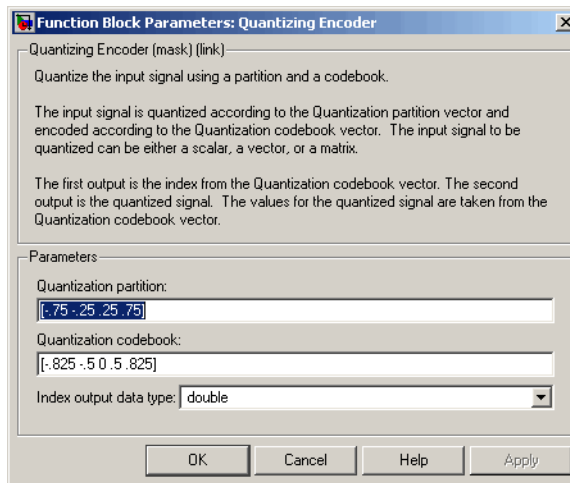 Function Block Parameters: Quantizing Encoder
Quantizing Encoder (mask) (link)
Quantize the input signal using a partition and a codebook.
The input signal is quantized according to the Quantization partition vector and
encoded according to the Quantization codebook vector. The input signal to be
quantized can be either a scalar, a vector, or a matrix.
The first output is the index from the Quantization codebook vector. The second
output is the quantized signal. The values for the quantized signal are taken from the
Quantization codebook vector.
Parameters
Quantization partition:
[-.75 -.25 .25 .75]
Quantization codebook:
[-.825 -.5 0 .5 .825]
Index output data type: double
OK Cancel Help Apply